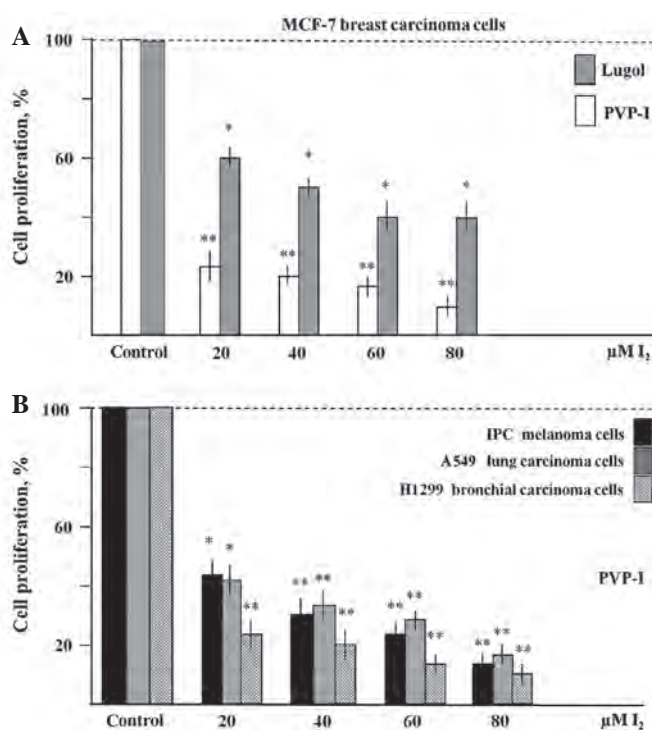 A
MCF-7 breast carcinoma cells
100
60
20
Cell proliferation, %
Lugol
PVP-I
*
*
*
*
**
**
**
**
Control 20 40 60 80 µM I₂
B
100
60
20
Cell proliferation, %
IPC melanoma cells
A549 lung carcinoma cells
H1299 bronchial carcinoma cells
PVP-I
* * **
** ** **
** ** **
** ** **
Control 20 40 60 80 µM I₂